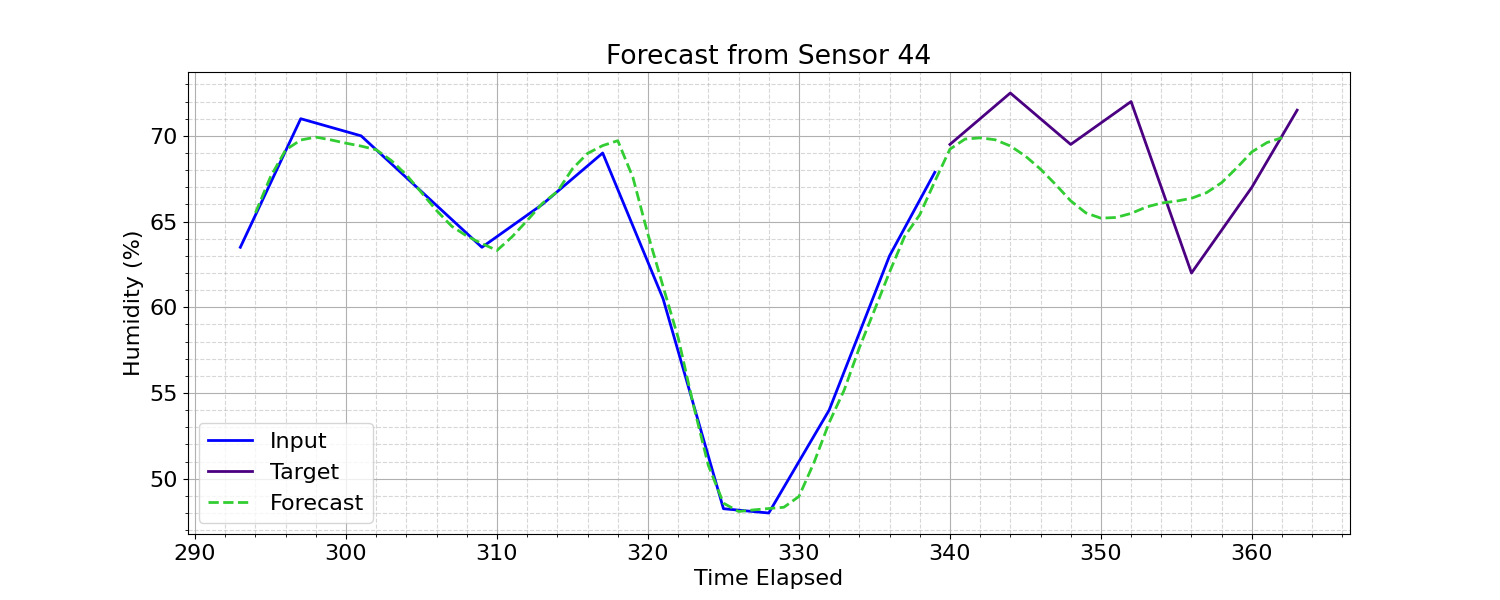 Forecast from Sensor 44
Humidity (%)
70
65
60
55
50
Input
Target
Forecast
290 300 310 320 330 340 350 360
Time Elapsed